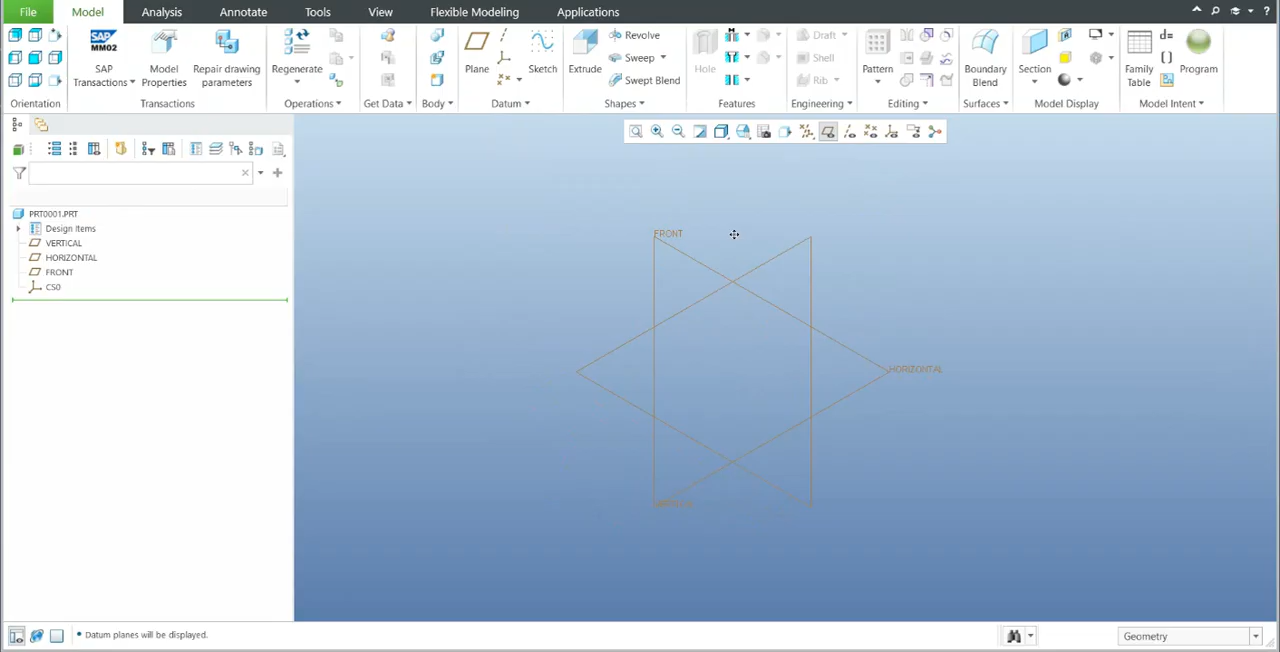 File Model Analysis Annotate Tools View Flexible Modeling Applications
SAP MM02
SAP Transactions
Model Properties
Repair drawing parameters
Regenerate
Plane
Sketch
Extrude
Revolve
Sweep
Swept Blend
Hole
Draft
Shell
Rib
Pattern
Boundary Blend
Section
Family Table
d=
Program
Orientation Transactions Operations Get Data Body Datum Shapes Features Engineering Editing Surfaces Model Display Model Intent
PRT0001.PRT
Design Items
VERTICAL
HORIZONTAL
FRONT
CS0
FRONT
HORIZONTAL
• Datum planes will be displayed.
Geometry